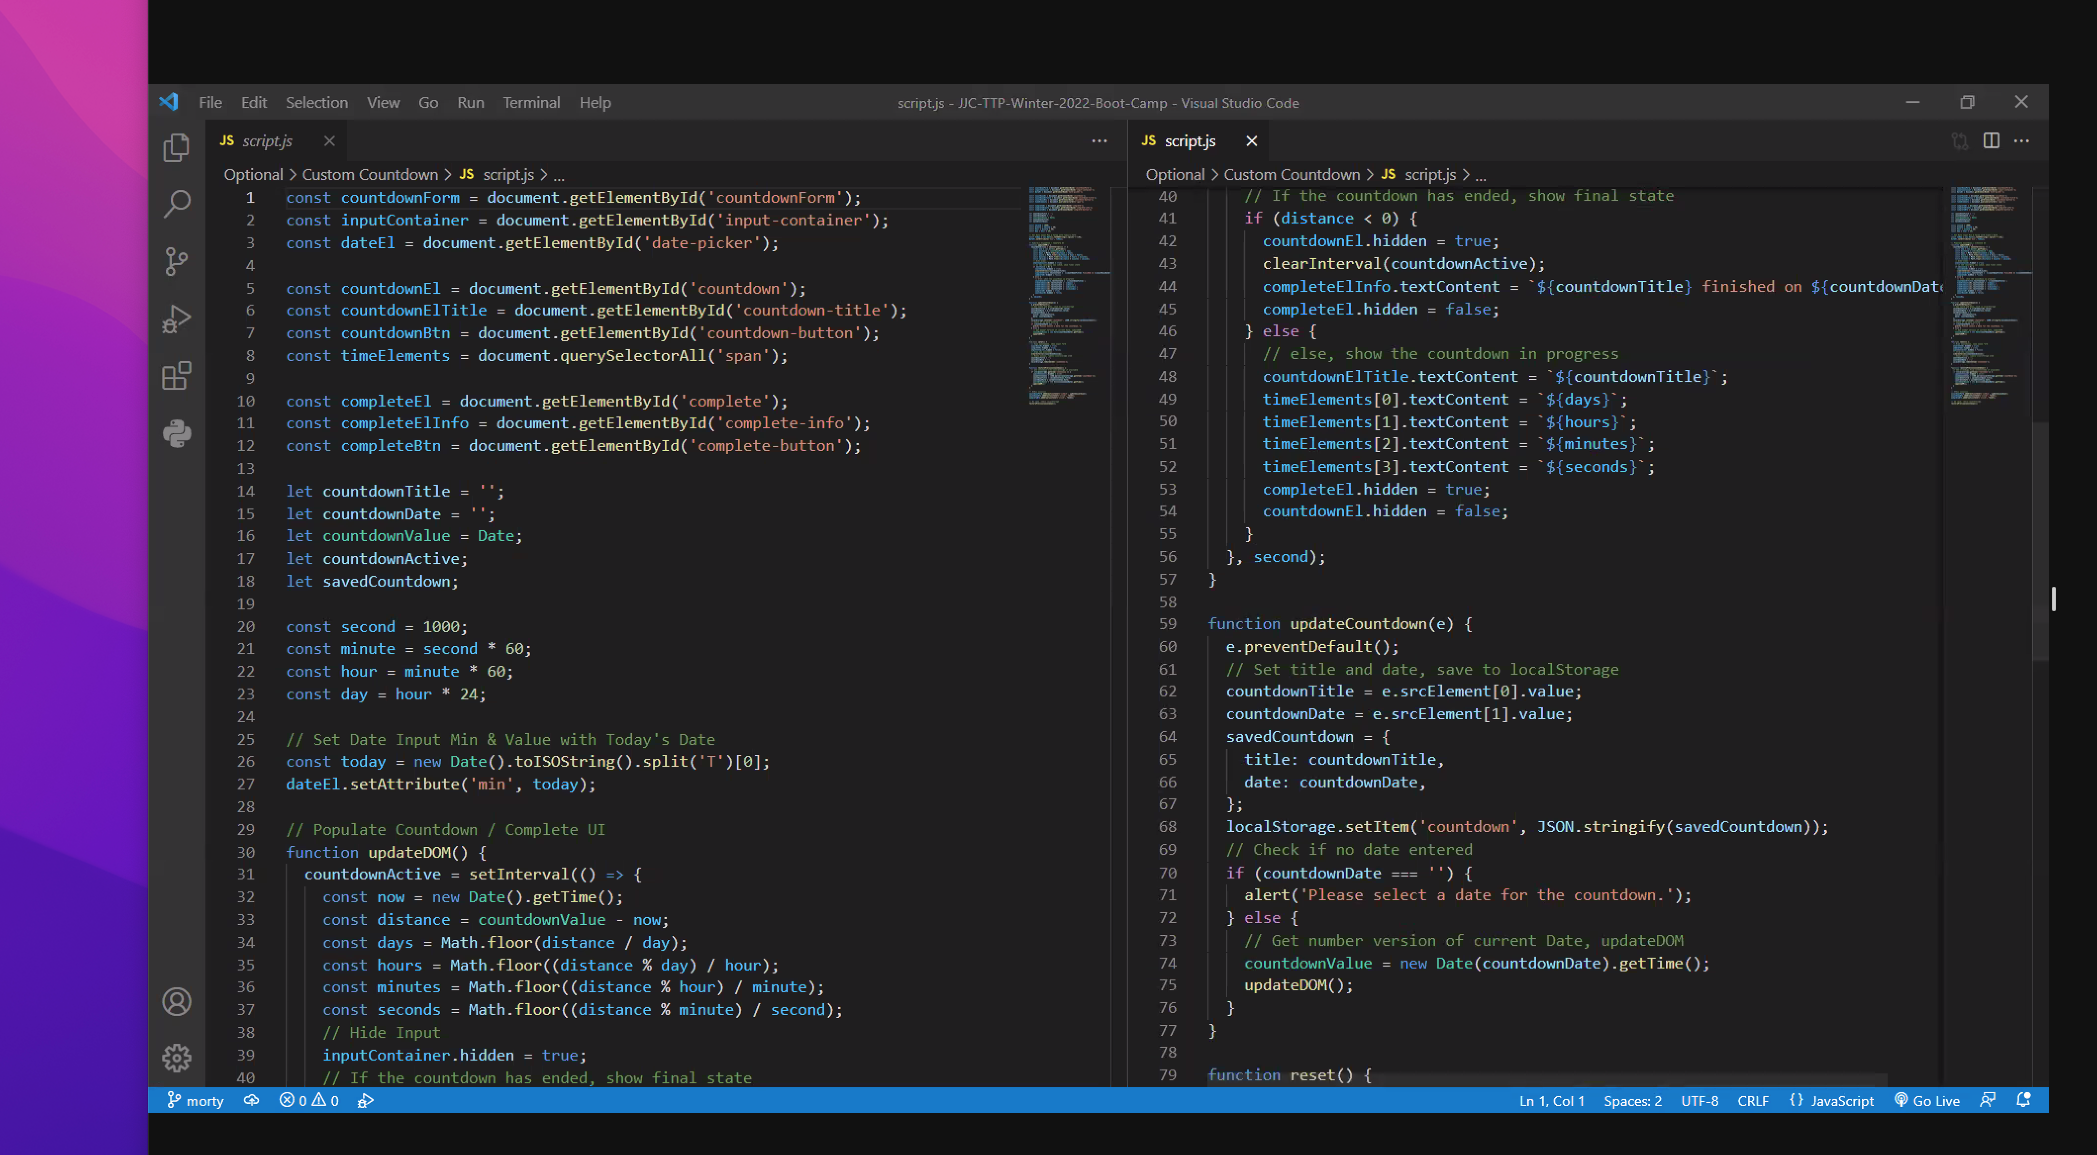 File Edit Selection View Go Run Terminal Help
script.js - JJC-TTP-Winter-2022-Boot-Camp - Visual Studio Code
JS script.js
Optional > Custom Countdown > JS script.js > ...
1 const countdownForm = document.getElementById('countdownForm');
2 const inputContainer = document.getElementById('input-container');
3 const dateEl = document.getElementById('date-picker');
4
5 const countdownEl = document.getElementById('countdown');
6 const countdownElTitle = document.getElementById('countdown-title');
7 const countdownBtn = document.getElementById('countdown-button');
8 const timeElements = document.querySelectorAll('span');
9
10 const completeEl = document.getElementById('complete');
11 const completeElInfo = document.getElementById('complete-info');
12 const completeBtn = document.getElementById('complete-button');
13
14 let countdownTitle = '';
15 let countdownDate = '';
16 let countdownValue = Date;
17 let countdownActive;
18 let savedCountdown;
19
20 const second = 1000;
21 const minute = second * 60;
22 const hour = minute * 60;
23 const day = hour * 24;
24
25 // Set Date Input Min & Value with Today's Date
26 const today = new Date().toISOString().split('T')[0];
27 dateEl.setAttribute('min', today);
28
29 // Populate Countdown / Complete UI
30 function updateDOM() {
31 countdownActive = setInterval(() => {
32 const now = new Date().getTime();
33 const distance = countdownValue - now;
34 const days = Math.floor(distance / day);
35 const hours = Math.floor((distance % day) / hour);
36 const minutes = Math.floor((distance % hour) / minute);
37 const seconds = Math.floor((distance % minute) / second);
38 // Hide Input
39 inputContainer.hidden = true;
40 // If the countdown has ended, show final state
JS script.js
Optional > Custom Countdown > JS script.js > ...
40 // If the countdown has ended, show final state
41 if (distance < 0) {
42 countdownEl.hidden = true;
43 clearInterval(countdownActive);
44 completeElInfo.textContent = `${countdownTitle} finished on ${countdownDate
45 completeEl.hidden = false;
46 } else {
47 // else, show the countdown in progress
48 countdownElTitle.textContent = `${countdownTitle}`;
49 timeElements[0].textContent = `${days}`;
50 timeElements[1].textContent = `${hours}`;
51 timeElements[2].textContent = `${minutes}`;
52 timeElements[3].textContent = `${seconds}`;
53 completeEl.hidden = true;
54 countdownEl.hidden = false;
55 }
56 }, second);
57 }
58
59 function updateCountdown(e) {
60 e.preventDefault();
61 // Set title and date, save to localStorage
62 countdownTitle = e.srcElement[0].value;
63 countdownDate = e.srcElement[1].value;
64 savedCountdown = {
65 title: countdownTitle,
66 date: countdownDate,
67 };
68 localStorage.setItem('countdown', JSON.stringify(savedCountdown));
69 // Check if no date entered
70 if (countdownDate === '') {
71 alert('Please select a date for the countdown.');
72 } else {
73 // Get number version of current Date, updateDOM
74 countdownValue = new Date(countdownDate).getTime();
75 updateDOM();
76 }
77 }
78
79 function reset() {
morty 0 0 Ln 1, Col 1 Spaces: 2 UTF-8 CRLF {} JavaScript Go Live